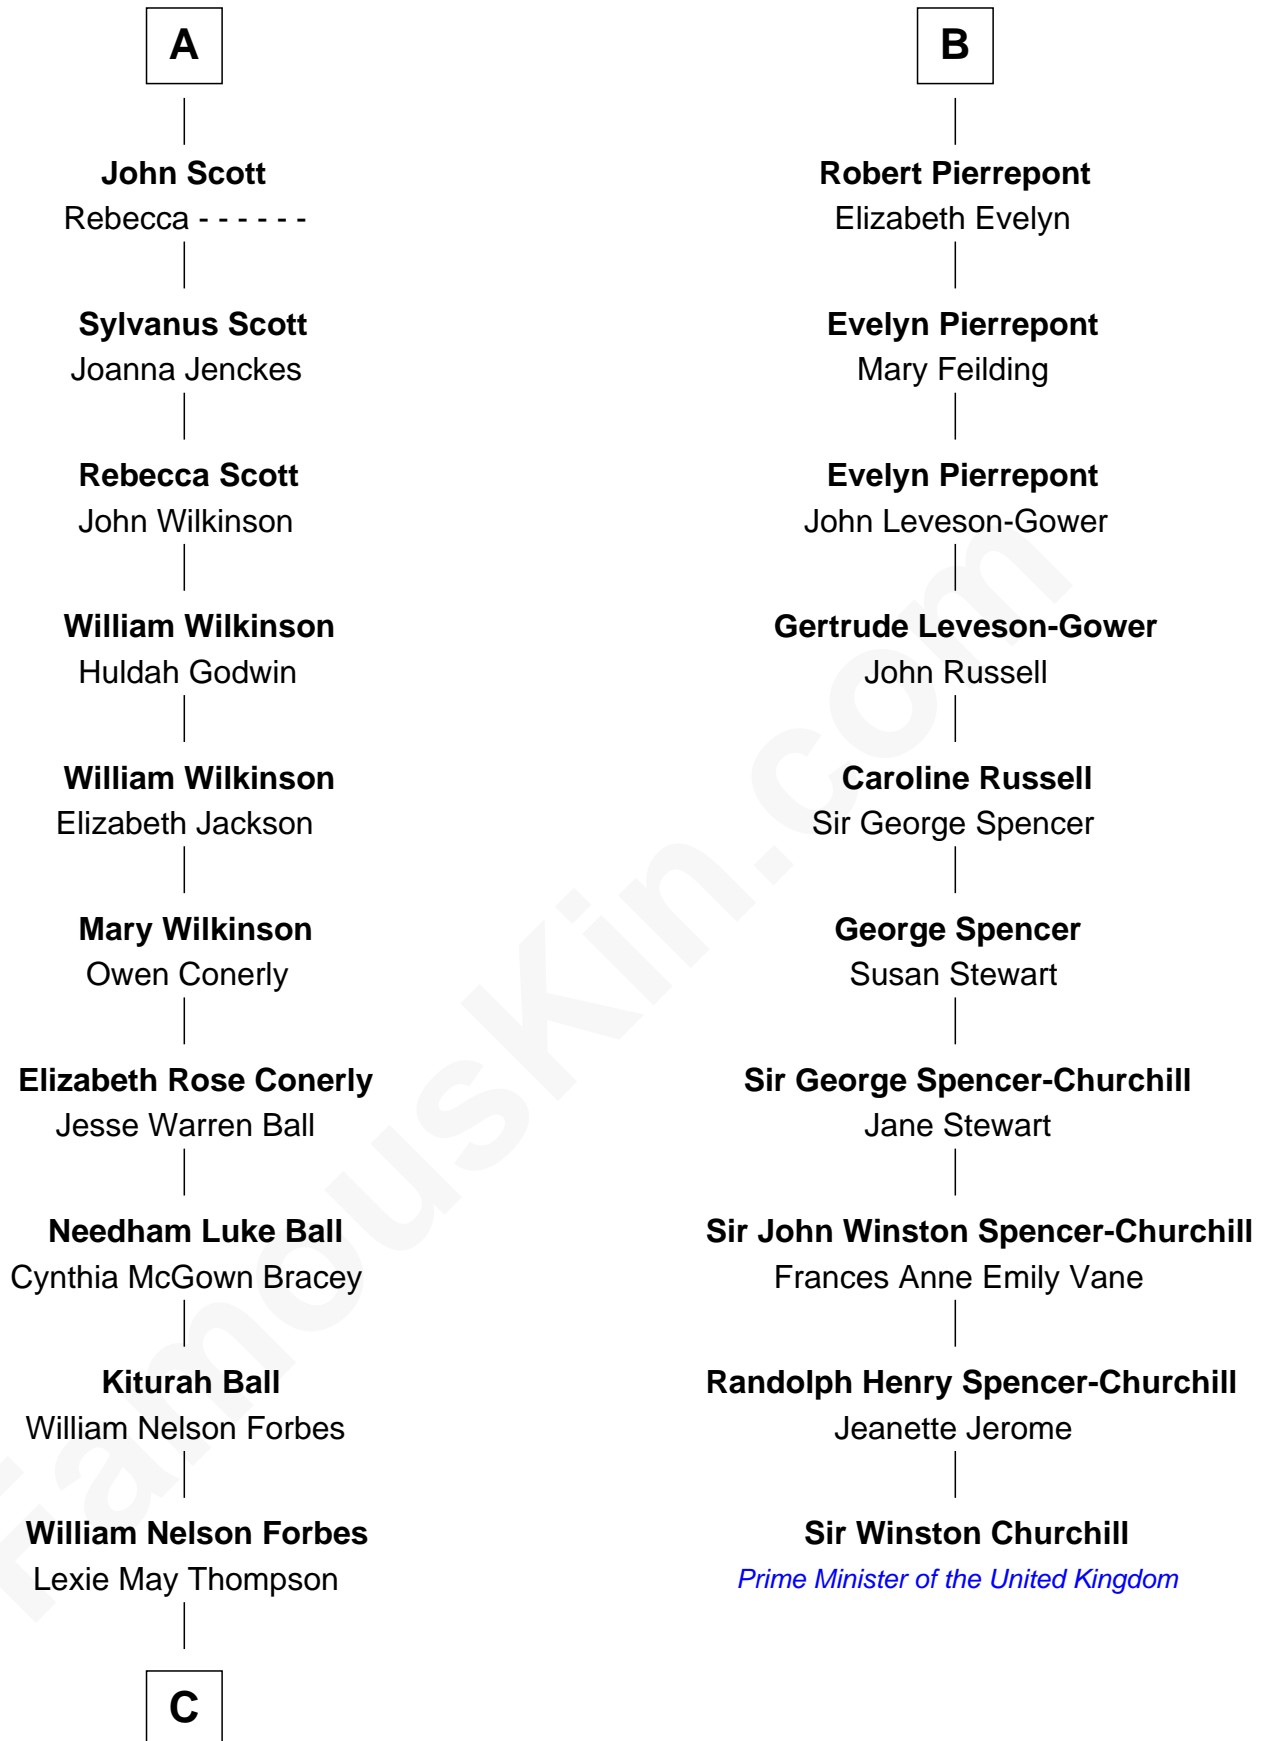 A
John Scott
Rebecca - - - - - -
Sylvanus Scott
Joanna Jenckes
Rebecca Scott
John Wilkinson
William Wilkinson
Huldah Godwin
William Wilkinson
Elizabeth Jackson
Mary Wilkinson
Owen Conerly
Elizabeth Rose Conerly
Jesse Warren Ball
Needham Luke Ball
Cynthia McGown Bracey
Kiturah Ball
William Nelson Forbes
William Nelson Forbes
Lexie May Thompson
C
B
Robert Pierrepont
Elizabeth Evelyn
Evelyn Pierrepont
Mary Feilding
Evelyn Pierrepont
John Leveson-Gower
Gertrude Leveson-Gower
John Russell
Caroline Russell
Sir George Spencer
George Spencer
Susan Stewart
Sir George Spencer-Churchill
Jane Stewart
Sir John Winston Spencer-Churchill
Frances Anne Emily Vane
Randolph Henry Spencer-Churchill
Jeanette Jerome
Sir Winston Churchill
Prime Minister of the United Kingdom
FamousKin.com